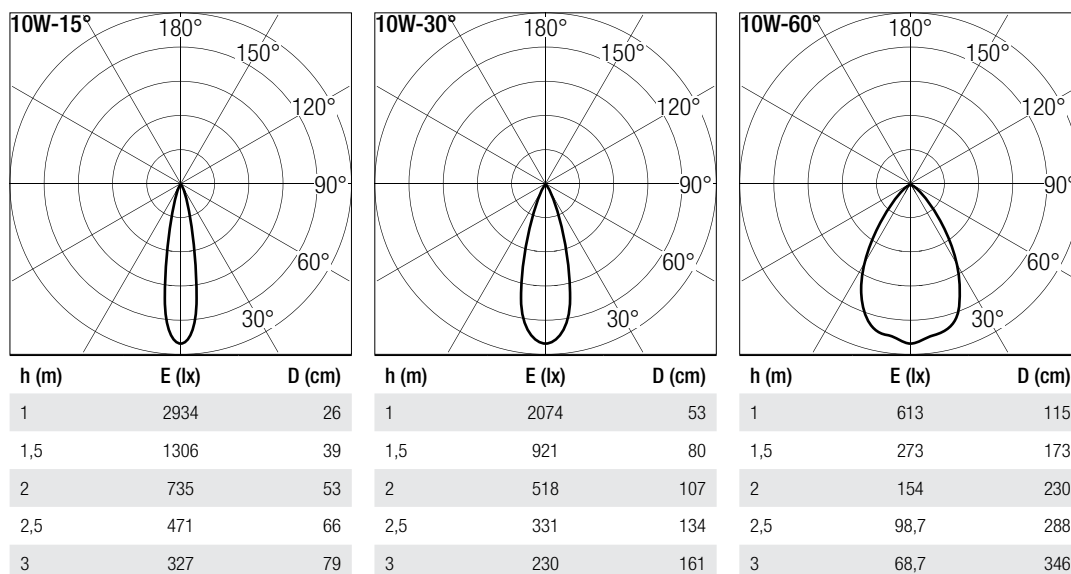 10W-15°
180°
150°
120°
90°
60°
30°
h (m) E (lx) D (cm)
1 2934 26
1,5 1306 39
2 735 53
2,5 471 66
3 327 79
10W-30°
180°
150°
120°
90°
60°
30°
h (m) E (lx) D (cm)
1 2074 53
1,5 921 80
2 518 107
2,5 331 134
3 230 161
10W-60°
180°
150°
120°
90°
60°
30°
h (m) E (lx) D (cm)
1 613 115
1,5 273 173
2 154 230
2,5 98,7 288
3 68,7 346